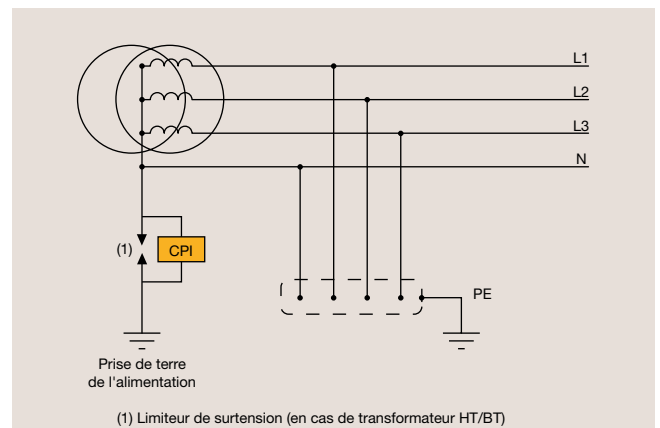 L1
L2
L3
N
(1)
CPI
PE
Prise de terre
de l'alimentation
(1) Limiteur de surtension (en cas de transformateur HT/BT)